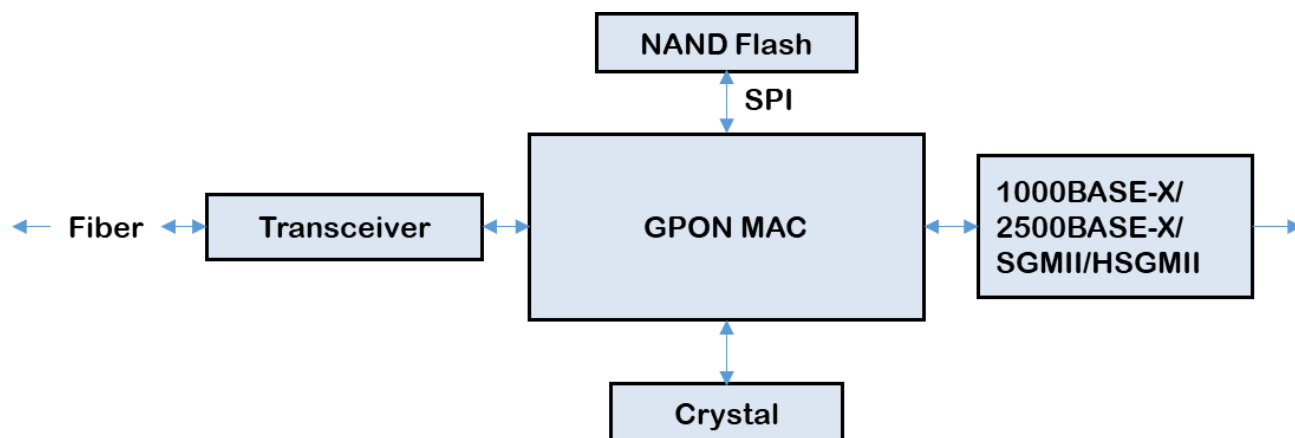 NAND Flash
SPI
Fiber
Transceiver
GPON MAC
1000BASE-X/
2500BASE-X/
SGMII/HSGMII
Crystal